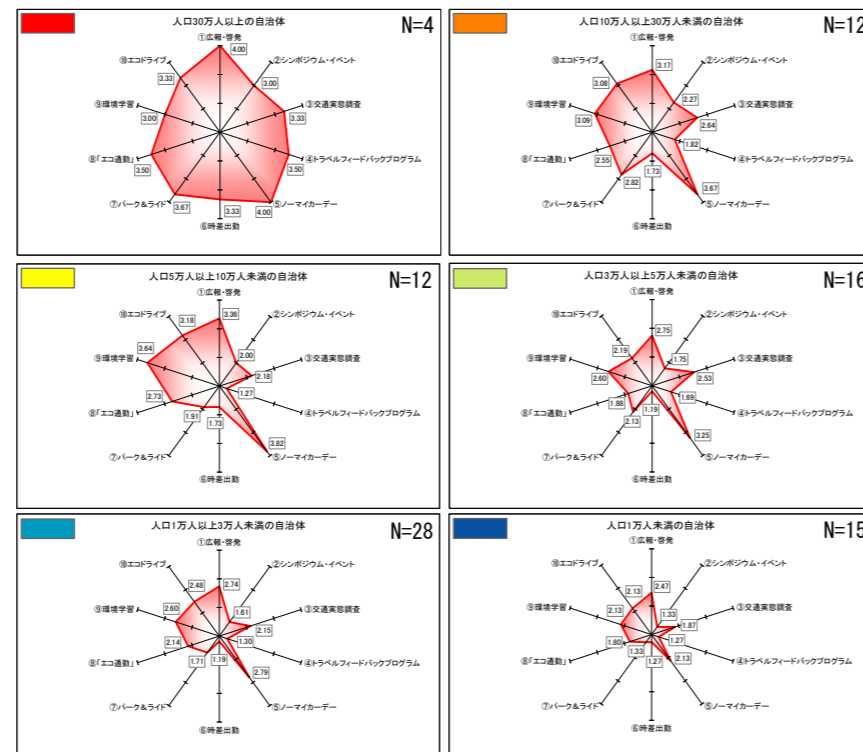 人口30万人以上の自治体
N=4
①広報・啓発
4.00
⑩エコドライブ
②シンポジウム・イベント
3.33
3.00
⑨環境学習
③交通実態調査
3.00
3.33
⑧「エコ通勤」
④トラベルフィードバックプログラム
3.50
3.50
⑦パーク&ライド
⑤ノーマイカーデー
3.67
3.33
4.00
⑥時差出勤
人口10万人以上30万人未満の自治体
N=12
①広報・啓発
3.17
⑩エコドライブ
②シンポジウム・イベント
3.08
2.27
⑨環境学習
③交通実態調査
3.09
2.64
⑧「エコ通勤」
④トラベルフィードバックプログラム
2.55
1.82
⑦パーク&ライド
⑤ノーマイカーデー
2.82
1.73
3.67
⑥時差出勤
人口5万人以上10万人未満の自治体
N=12
①広報・啓発
3.36
⑩エコドライブ
②シンポジウム・イベント
3.18
2.00
⑨環境学習
③交通実態調査
3.64
2.18
⑧「エコ通勤」
④トラベルフィードバックプログラム
2.73
1.27
⑦パーク&ライド
⑤ノーマイカーデー
1.91
1.73
3.82
⑥時差出勤
人口3万人以上5万人未満の自治体
N=16
①広報・啓発
2.75
⑩エコドライブ
②シンポジウム・イベント
2.19
1.75
⑨環境学習
③交通実態調査
2.60
2.53
⑧「エコ通勤」
④トラベルフィードバックプログラム
1.88
1.69
⑦パーク&ライド
⑤ノーマイカーデー
2.13
1.19
3.25
⑥時差出勤
人口1万人以上3万人未満の自治体
N=28
①広報・啓発
2.74
⑩エコドライブ
②シンポジウム・イベント
2.48
1.61
⑨環境学習
③交通実態調査
2.60
2.15
⑧「エコ通勤」
④トラベルフィードバックプログラム
2.14
1.30
⑦パーク&ライド
⑤ノーマイカーデー
1.71
1.19
2.79
⑥時差出勤
人口1万人未満の自治体
N=15
①広報・啓発
2.47
⑩エコドライブ
②シンポジウム・イベント
2.13
1.33
⑨環境学習
③交通実態調査
2.13
1.87
⑧「エコ通勤」
④トラベルフィードバックプログラム
1.80
1.27
⑦パーク&ライド
⑤ノーマイカーデー
1.33
1.27
2.13
⑥時差出勤